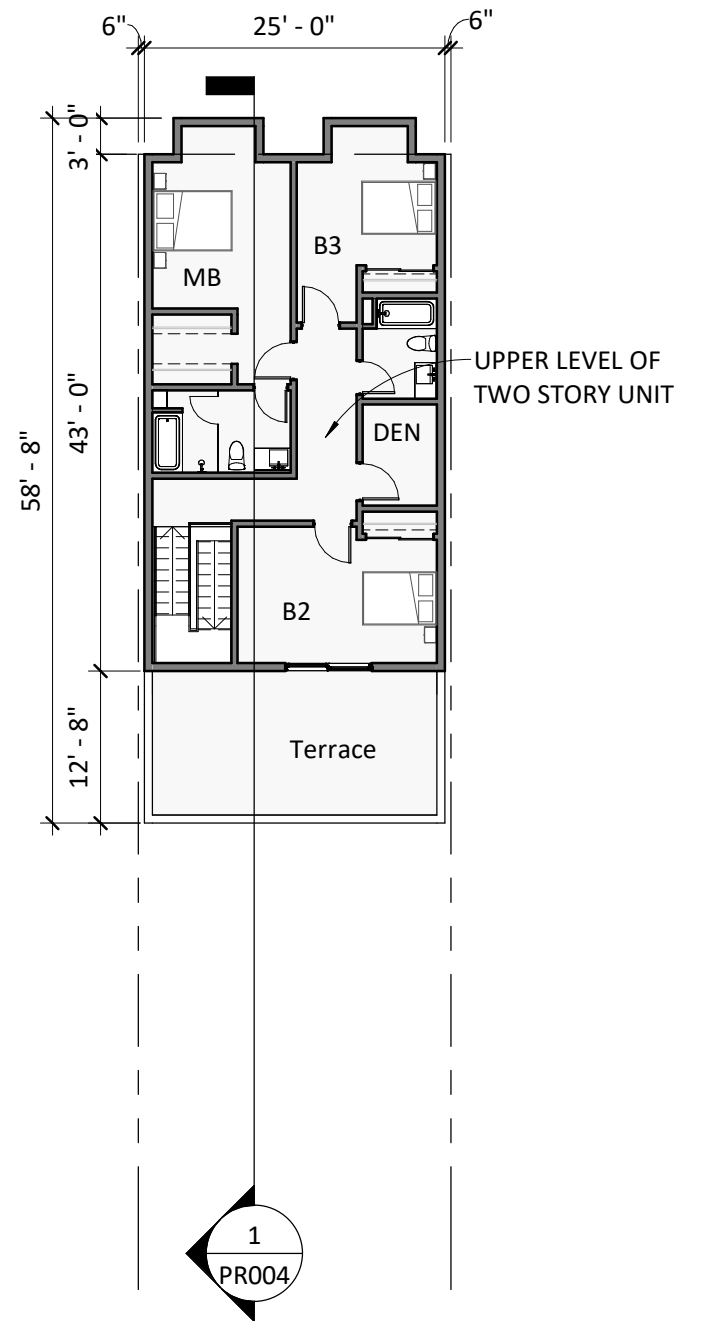 6"
25' - 0"
6"
3' - 0"
B3
MB
UPPER LEVEL OF
TWO STORY UNIT
43' - 0"
DEN
58' - 8"
B2
12' - 8"
Terrace
1
PR004